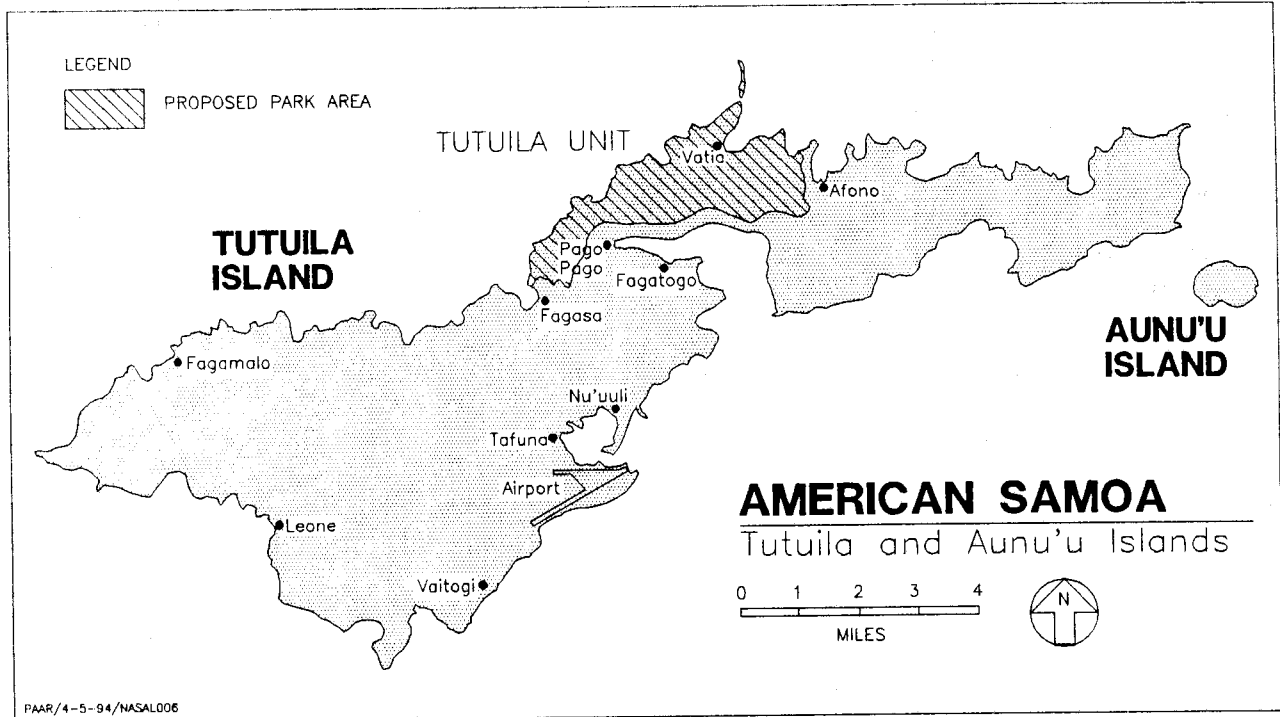 LEGEND
PROPOSED PARK AREA
TUTUILA UNIT
Vatia
Afono
TUTUILA
ISLAND
Pago
Pago
Fagatogo
Fagasa
AUNU'U
ISLAND
Fagamalo
Nu'uuli
Tafuna
Airport
Leone
Vaitogi
AMERICAN SAMOA
Tutuila and Aunu'u Islands
0 1 2 3 4
MILES
N
PAAR/4-5-94/NASAL006